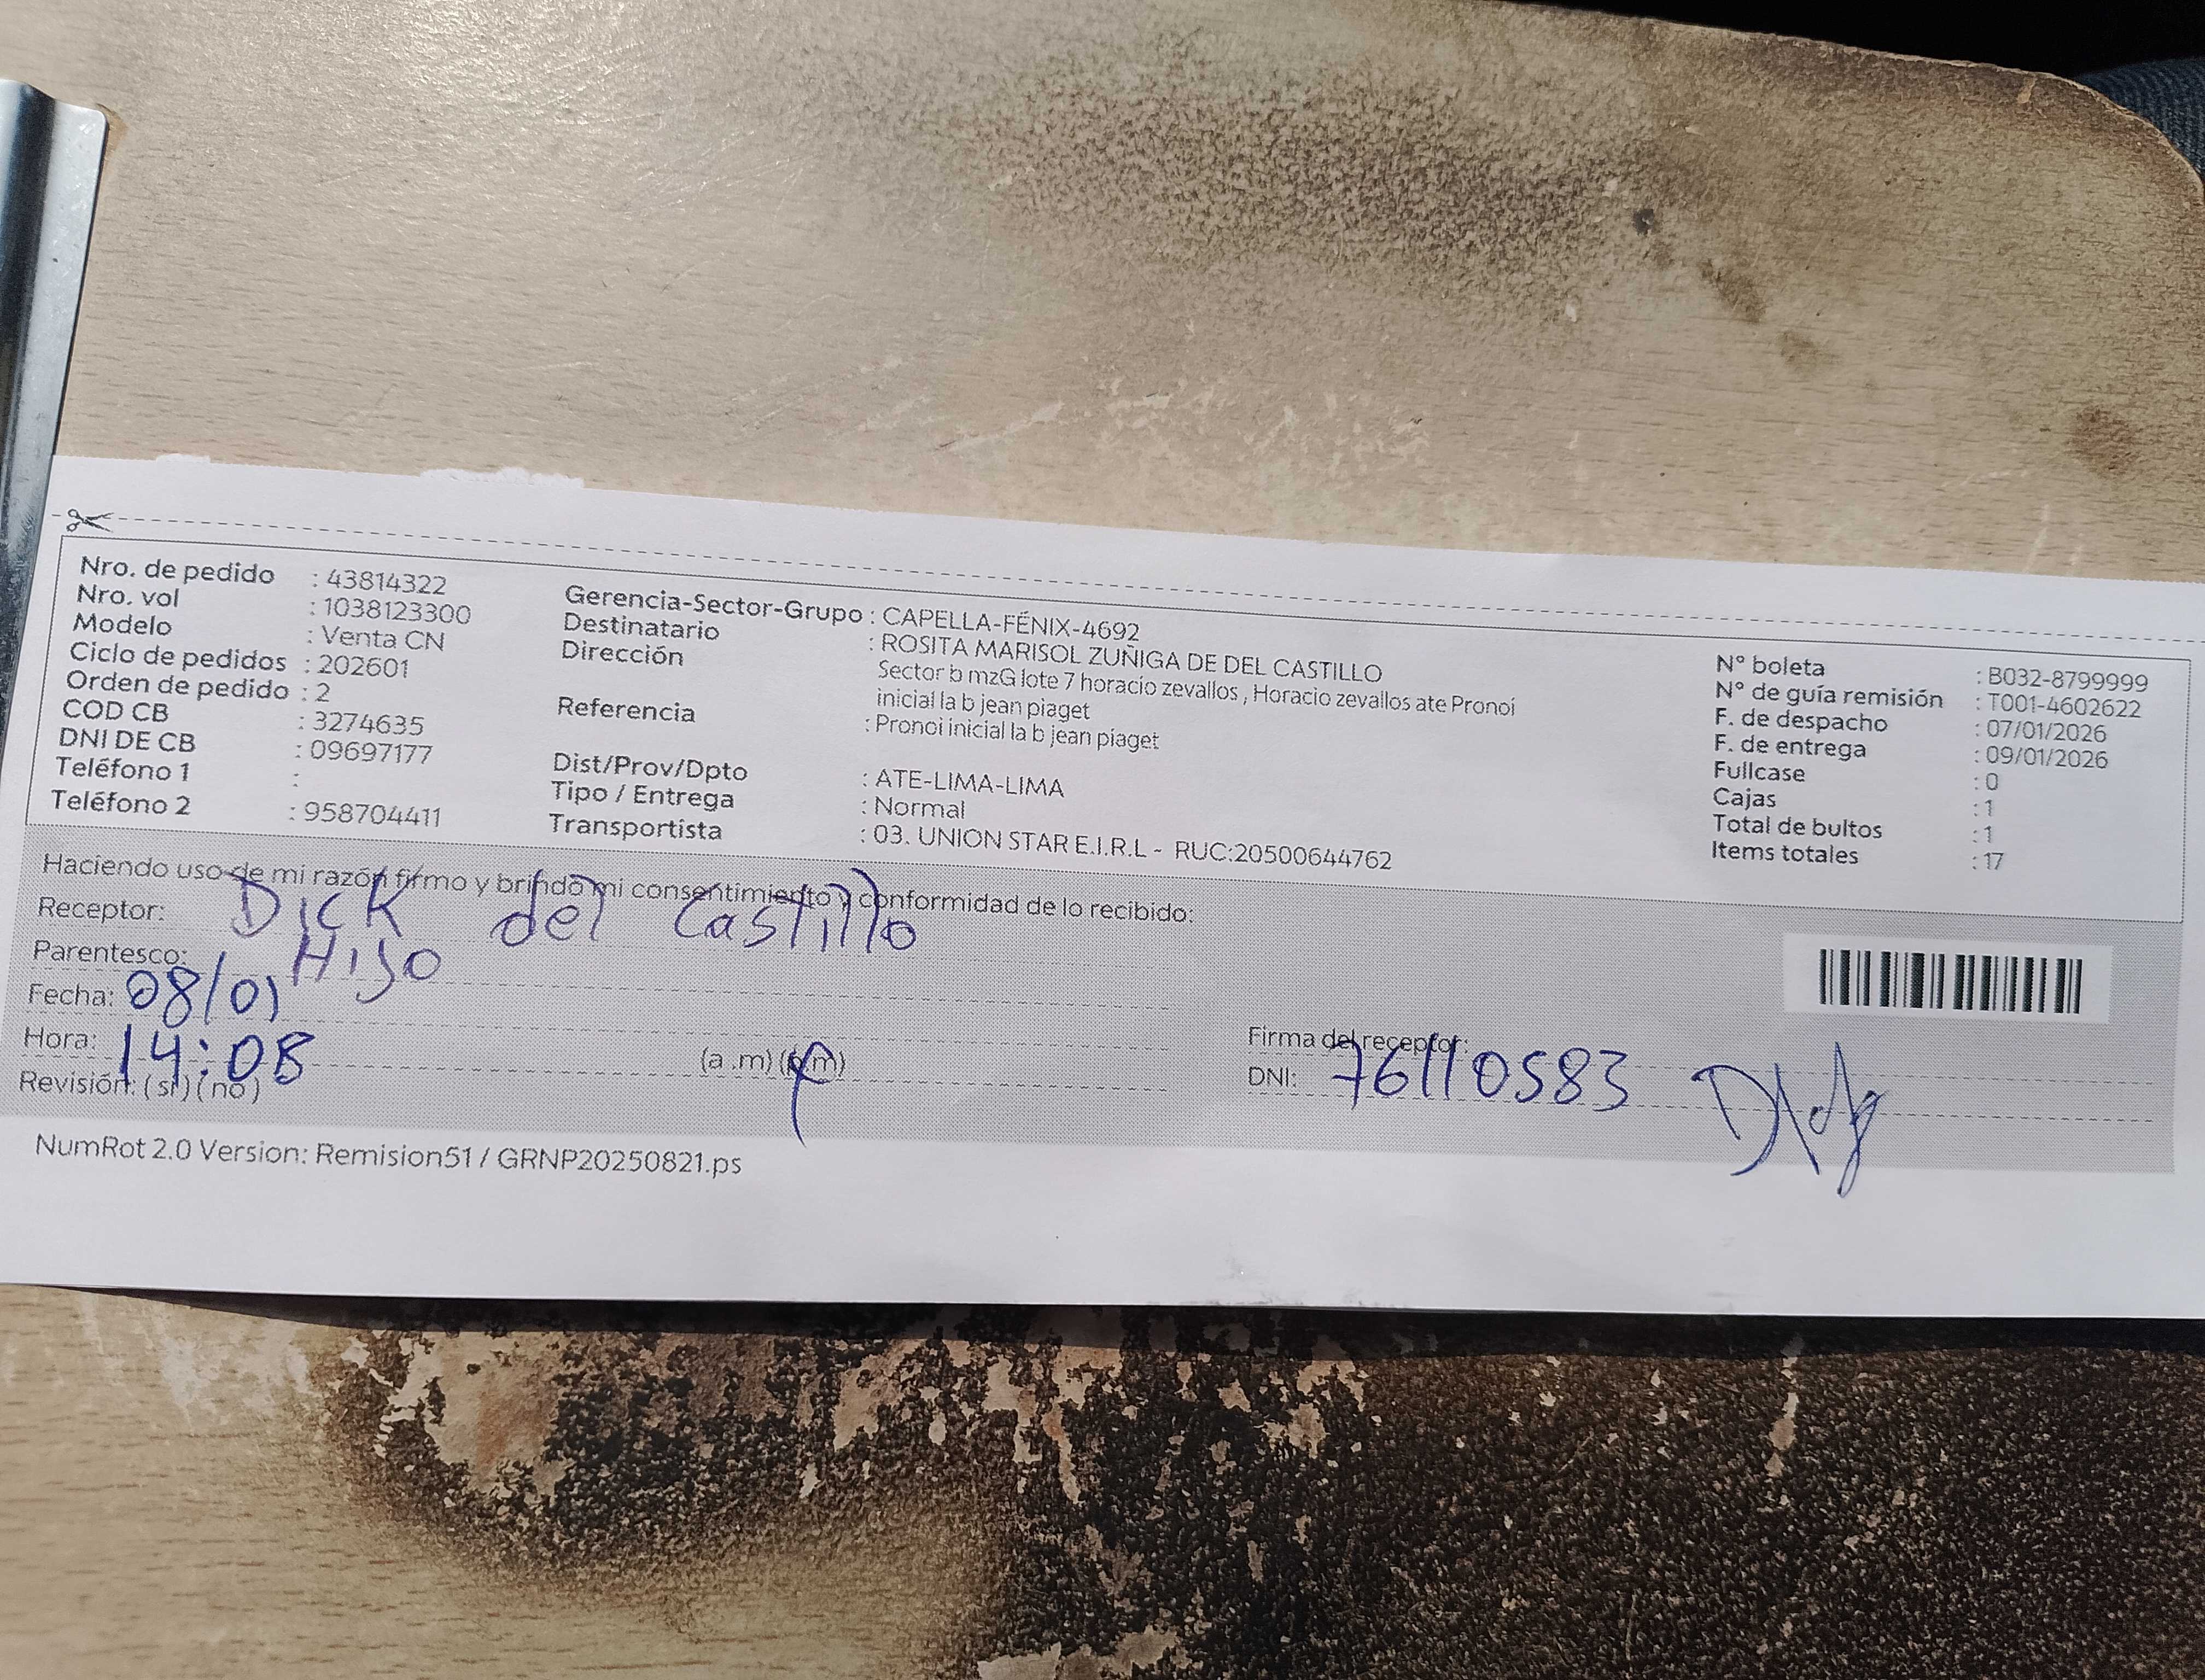 Nro. de pedido : 43814322
Nro. vol : 1038123300
Modelo : Venta CN
Ciclo de pedidos : 202601
Orden de pedido : 2
COD CB : 3274635
DNI DE CB : 09697177
Teléfono 1 :
Teléfono 2 : 958704411
Gerencia-Sector-Grupo : CAPELLA-FÉNIX-4692
Destinatario : ROSITA MARISOL ZUÑIGA DE DEL CASTILLO
Dirección Sector b mzG lote 7 horacio zevallos , Horacio zevallos ate Pronoi
inicial la b jean piaget
Referencia : Pronoi inicial la b jean piaget
Dist/Prov/Dpto : ATE-LIMA-LIMA
Tipo / Entrega : Normal
Transportista : 03. UNION STAR E.I.R.L - RUC:20500644762
N° boleta : B032-8799999
N° de guía remisión : T001-4602622
F. de despacho : 07/01/2026
F. de entrega : 09/01/2026
Fullcase : 0
Cajas : 1
Total de bultos : 1
Items totales : 17
Haciendo uso de mi razón firmo y brindo mi consentimiento y conformidad de lo recibido:
Receptor: Dick del Castillo
Parentesco: Hijo
Fecha: 08/01
Hora: 14:08 (a .m) (p.m)
Revisión: (si) (no)
Firma del receptor:
DNI: 76110583
NumRot 2.0 Version: Remision51 / GRNP20250821.ps